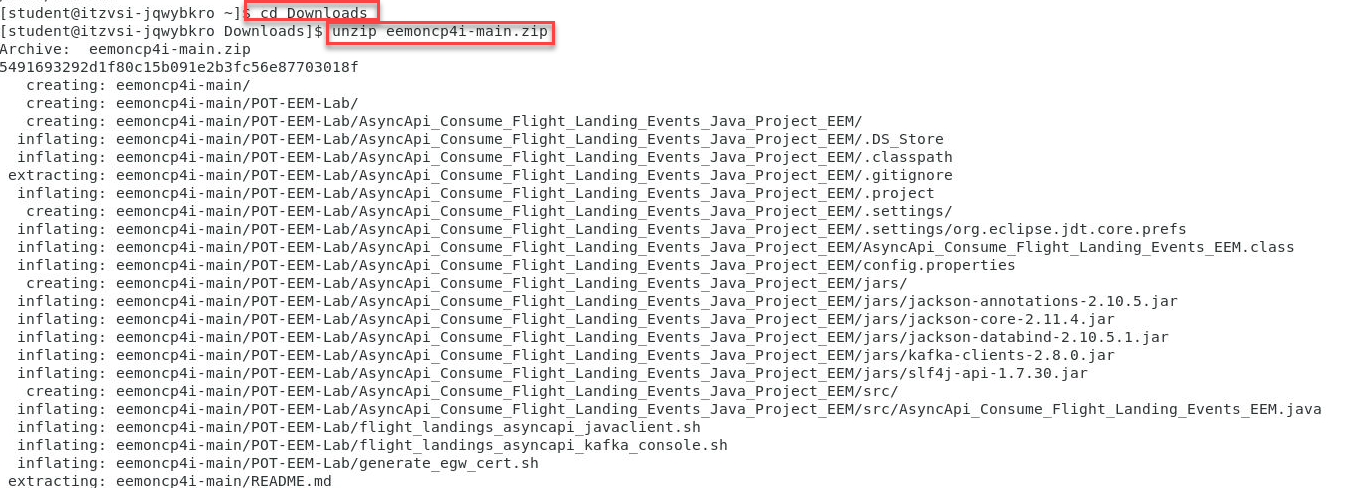 [student@itzvsi-jqwybkro ~]$ cd Downloads
[student@itzvsi-jqwybkro Downloads]$ unzip eemoncp4i-main.zip
Archive:  eemoncp4i-main.zip
5491693292d1f80c15b091e2b3fc56e87703018f
   creating: eemoncp4i-main/
   creating: eemoncp4i-main/POT-EEM-Lab/
   creating: eemoncp4i-main/POT-EEM-Lab/AsyncApi_Consume_Flight_Landing_Events_Java_Project_EEM/
  inflating: eemoncp4i-main/POT-EEM-Lab/AsyncApi_Consume_Flight_Landing_Events_Java_Project_EEM/.DS_Store
  inflating: eemoncp4i-main/POT-EEM-Lab/AsyncApi_Consume_Flight_Landing_Events_Java_Project_EEM/.classpath
 extracting: eemoncp4i-main/POT-EEM-Lab/AsyncApi_Consume_Flight_Landing_Events_Java_Project_EEM/.gitignore
  inflating: eemoncp4i-main/POT-EEM-Lab/AsyncApi_Consume_Flight_Landing_Events_Java_Project_EEM/.project
   creating: eemoncp4i-main/POT-EEM-Lab/AsyncApi_Consume_Flight_Landing_Events_Java_Project_EEM/.settings/
  inflating: eemoncp4i-main/POT-EEM-Lab/AsyncApi_Consume_Flight_Landing_Events_Java_Project_EEM/.settings/org.eclipse.jdt.core.prefs
  inflating: eemoncp4i-main/POT-EEM-Lab/AsyncApi_Consume_Flight_Landing_Events_Java_Project_EEM/AsyncApi_Consume_Flight_Landing_Events_EEM.class
  inflating: eemoncp4i-main/POT-EEM-Lab/AsyncApi_Consume_Flight_Landing_Events_Java_Project_EEM/config.properties
   creating: eemoncp4i-main/POT-EEM-Lab/AsyncApi_Consume_Flight_Landing_Events_Java_Project_EEM/jars/
  inflating: eemoncp4i-main/POT-EEM-Lab/AsyncApi_Consume_Flight_Landing_Events_Java_Project_EEM/jars/jackson-annotations-2.10.5.jar
  inflating: eemoncp4i-main/POT-EEM-Lab/AsyncApi_Consume_Flight_Landing_Events_Java_Project_EEM/jars/jackson-core-2.11.4.jar
  inflating: eemoncp4i-main/POT-EEM-Lab/AsyncApi_Consume_Flight_Landing_Events_Java_Project_EEM/jars/jackson-databind-2.10.5.1.jar
  inflating: eemoncp4i-main/POT-EEM-Lab/AsyncApi_Consume_Flight_Landing_Events_Java_Project_EEM/jars/kafka-clients-2.8.0.jar
  inflating: eemoncp4i-main/POT-EEM-Lab/AsyncApi_Consume_Flight_Landing_Events_Java_Project_EEM/jars/slf4j-api-1.7.30.jar
   creating: eemoncp4i-main/POT-EEM-Lab/AsyncApi_Consume_Flight_Landing_Events_Java_Project_EEM/src/
  inflating: eemoncp4i-main/POT-EEM-Lab/AsyncApi_Consume_Flight_Landing_Events_Java_Project_EEM/src/AsyncApi_Consume_Flight_Landing_Events_EEM.java
  inflating: eemoncp4i-main/POT-EEM-Lab/flight_landings_asyncapi_javaclient.sh
  inflating: eemoncp4i-main/POT-EEM-Lab/flight_landings_asyncapi_kafka_console.sh
  inflating: eemoncp4i-main/POT-EEM-Lab/generate_egw_cert.sh
 extracting: eemoncp4i-main/README.md